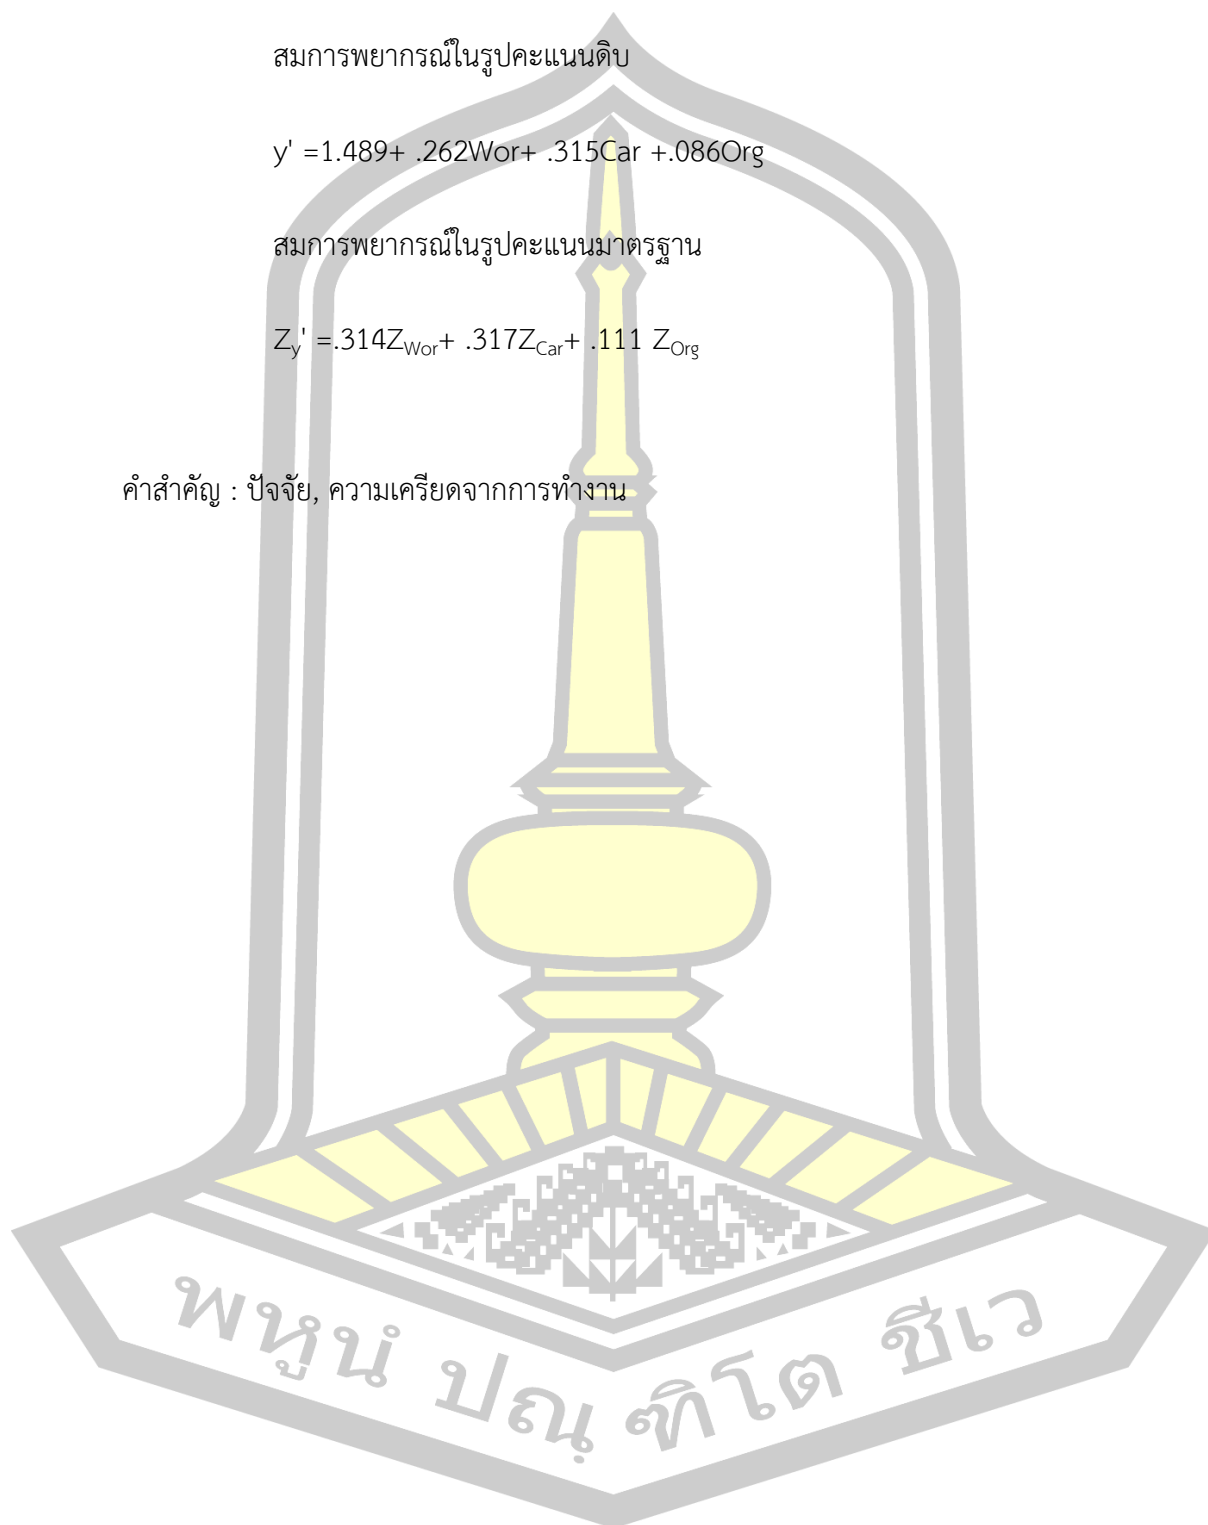 สมการพยากรณ์ในรูปคะแนนดิบ
y' =1.489+ .262Wor+ .315Car +.086Org
สมการพยากรณ์ในรูปคะแนนมาตรฐาน
Zy' =.314ZWor+ .317ZCar+ .111 ZOrg
คำสำคัญ : ปัจจัย, ความเครียดจากการทำงาน
พหูนํ ปณฺฑิโต ชีเว